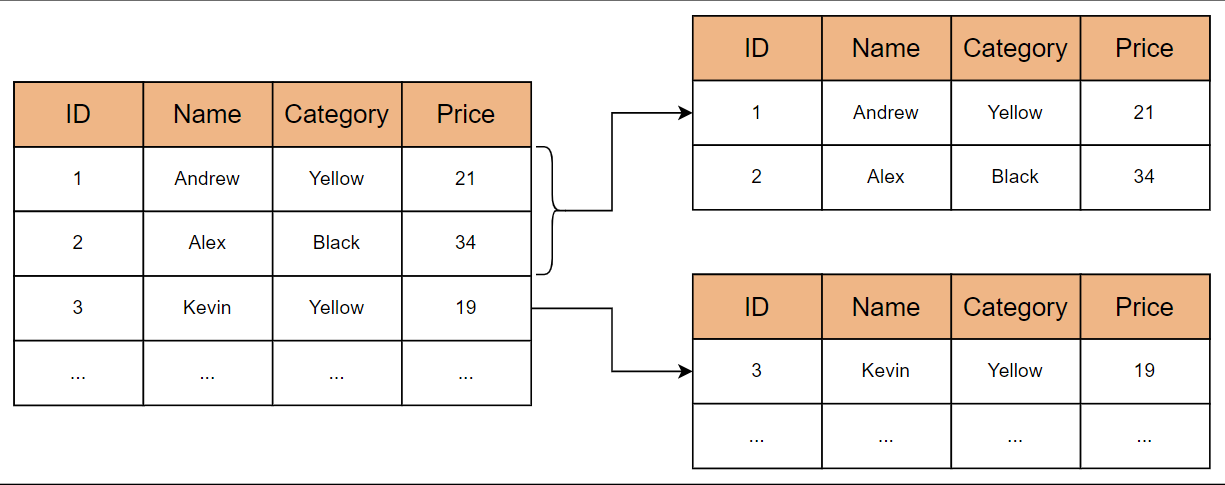 ID Name Category Price
1 Andrew Yellow 21
2 Alex Black 34
3 Kevin Yellow 19
... ... ... ...
ID Name Category Price
1 Andrew Yellow 21
2 Alex Black 34
ID Name Category Price
3 Kevin Yellow 19
... ... ... ...